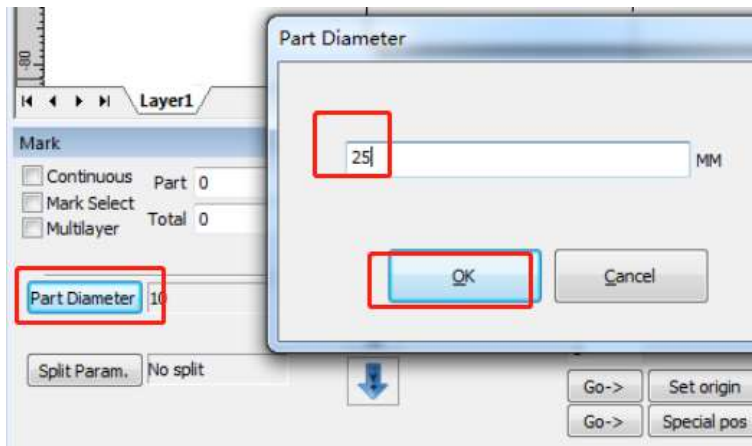 -80
Layer1
Part Diameter
25
MM
OK
Cancel
Mark
Continuous
Part 0
Mark Select
Total 0
Multilayer
Part Diameter 10
Split Param. No split
Go-> Set origin
Go-> Special pos